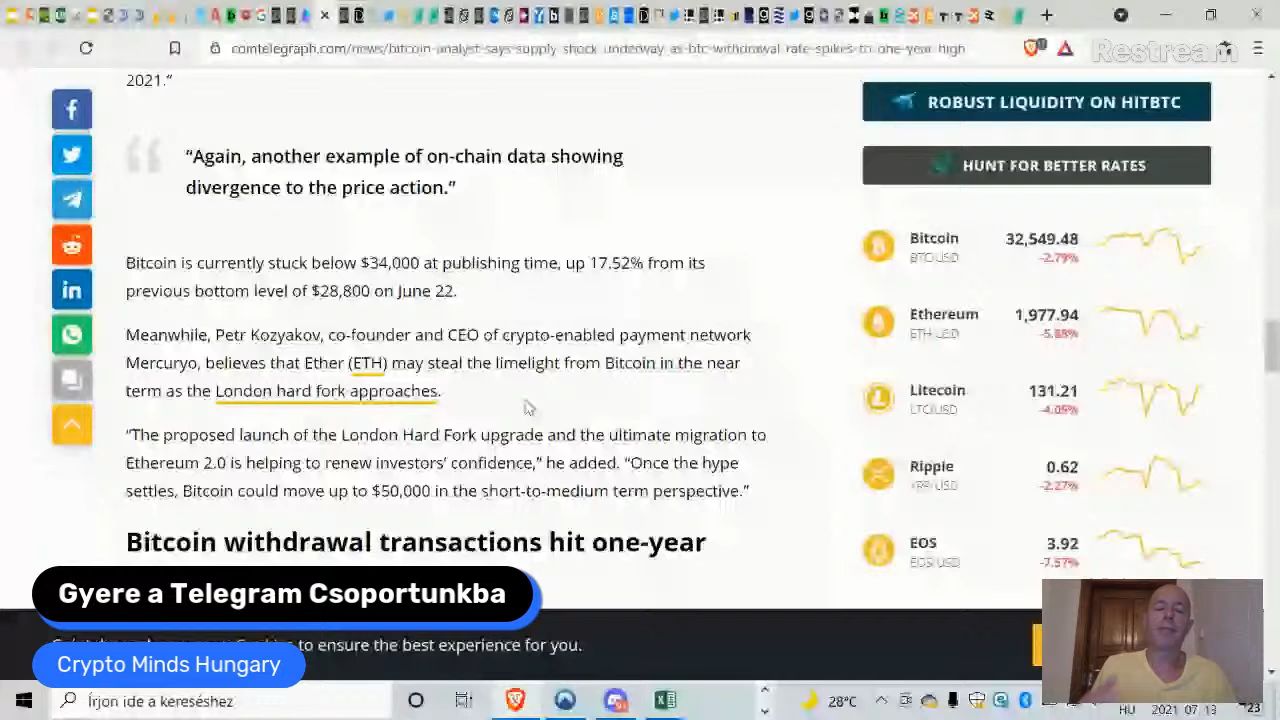 cointelegraph.com/news/bitcoin-analyst-says-supply-shock-underway-as-btc-withdrawal-rate-spikes-to-one-year-high
Restream
2021.“
“Again, another example of on-chain data showing
divergence to the price action.”
Bitcoin is currently stuck below $34,000 at publishing time, up 17.52% from its
previous bottom level of $28,800 on June 22.
Meanwhile, Petr Kozyakov, co-founder and CEO of crypto-enabled payment network
Mercuryo, believes that Ether (ETH) may steal the limelight from Bitcoin in the near
term as the London hard fork approaches.
“The proposed launch of the London Hard Fork upgrade and the ultimate migration to
Ethereum 2.0 is helping to renew investors’ confidence,” he added. “Once the hype
settles, Bitcoin could move up to $50,000 in the short-to-medium term perspective.”
Bitcoin withdrawal transactions hit one-year
ROBUST LIQUIDITY ON HITBTC
HUNT FOR BETTER RATES
Bitcoin 32,549.48
BTC/USD -2.79%
Ethereum 1,977.94
ETH/USD -5.88%
Litecoin 131.21
LTC/USD -4.05%
Ripple 0.62
XRP/USD -2.27%
EOS 3.92
EOS/USD -7.57%
Gyere a Telegram Csoportunkba
to ensure the best experience for you.
Crypto Minds Hungary
Írjon ide a kereséshez
28°C
HU 2021. 07. 13.